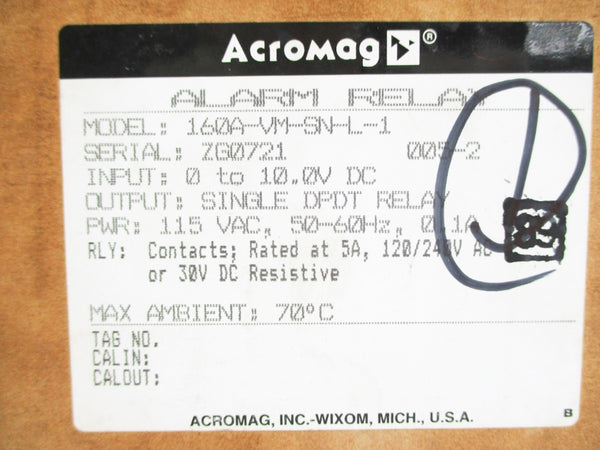 Acromag ®
ALARM RELAY
MODEL: 160A-VM-SN-L-1
SERIAL: ZG0721 005-2
INPUT: 0 to 10.0V DC
OUTPUT: SINGLE DPDT RELAY
PWR: 115 VAC, 50-60Hz, 0.1A
RLY: Contacts; Rated at 5A, 120/240V AC
or 30V DC Resistive
MAX AMBIENT: 70°C
TAG NO.
CALIN:
CALOUT:
ACROMAG, INC.-WIXOM, MICH., U.S.A. B